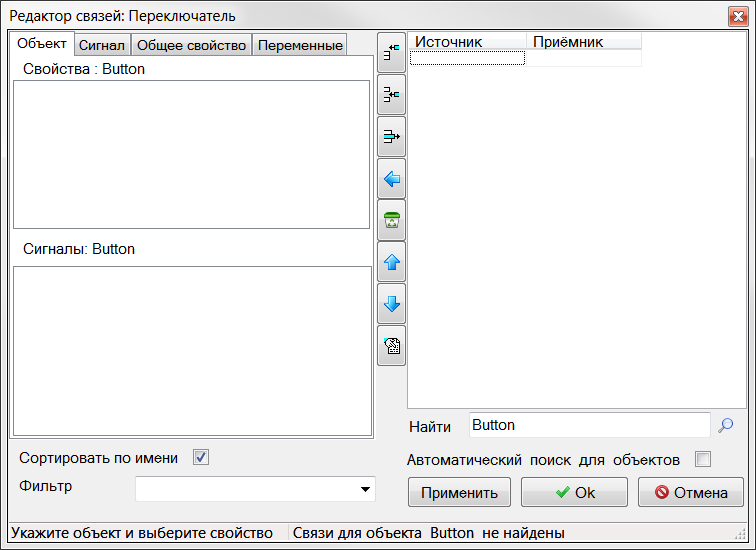 Редактор связей: Переключатель
Объект Сигнал Общее свойство Переменные
Свойства : Button
Сигналы: Button
Сортировать по имени
Фильтр
Источник Приёмник
Найти Button
Автоматический поиск для объектов
Применить Ok Отмена
Укажите объект и выберите свойство Связи для объекта Button не найдены